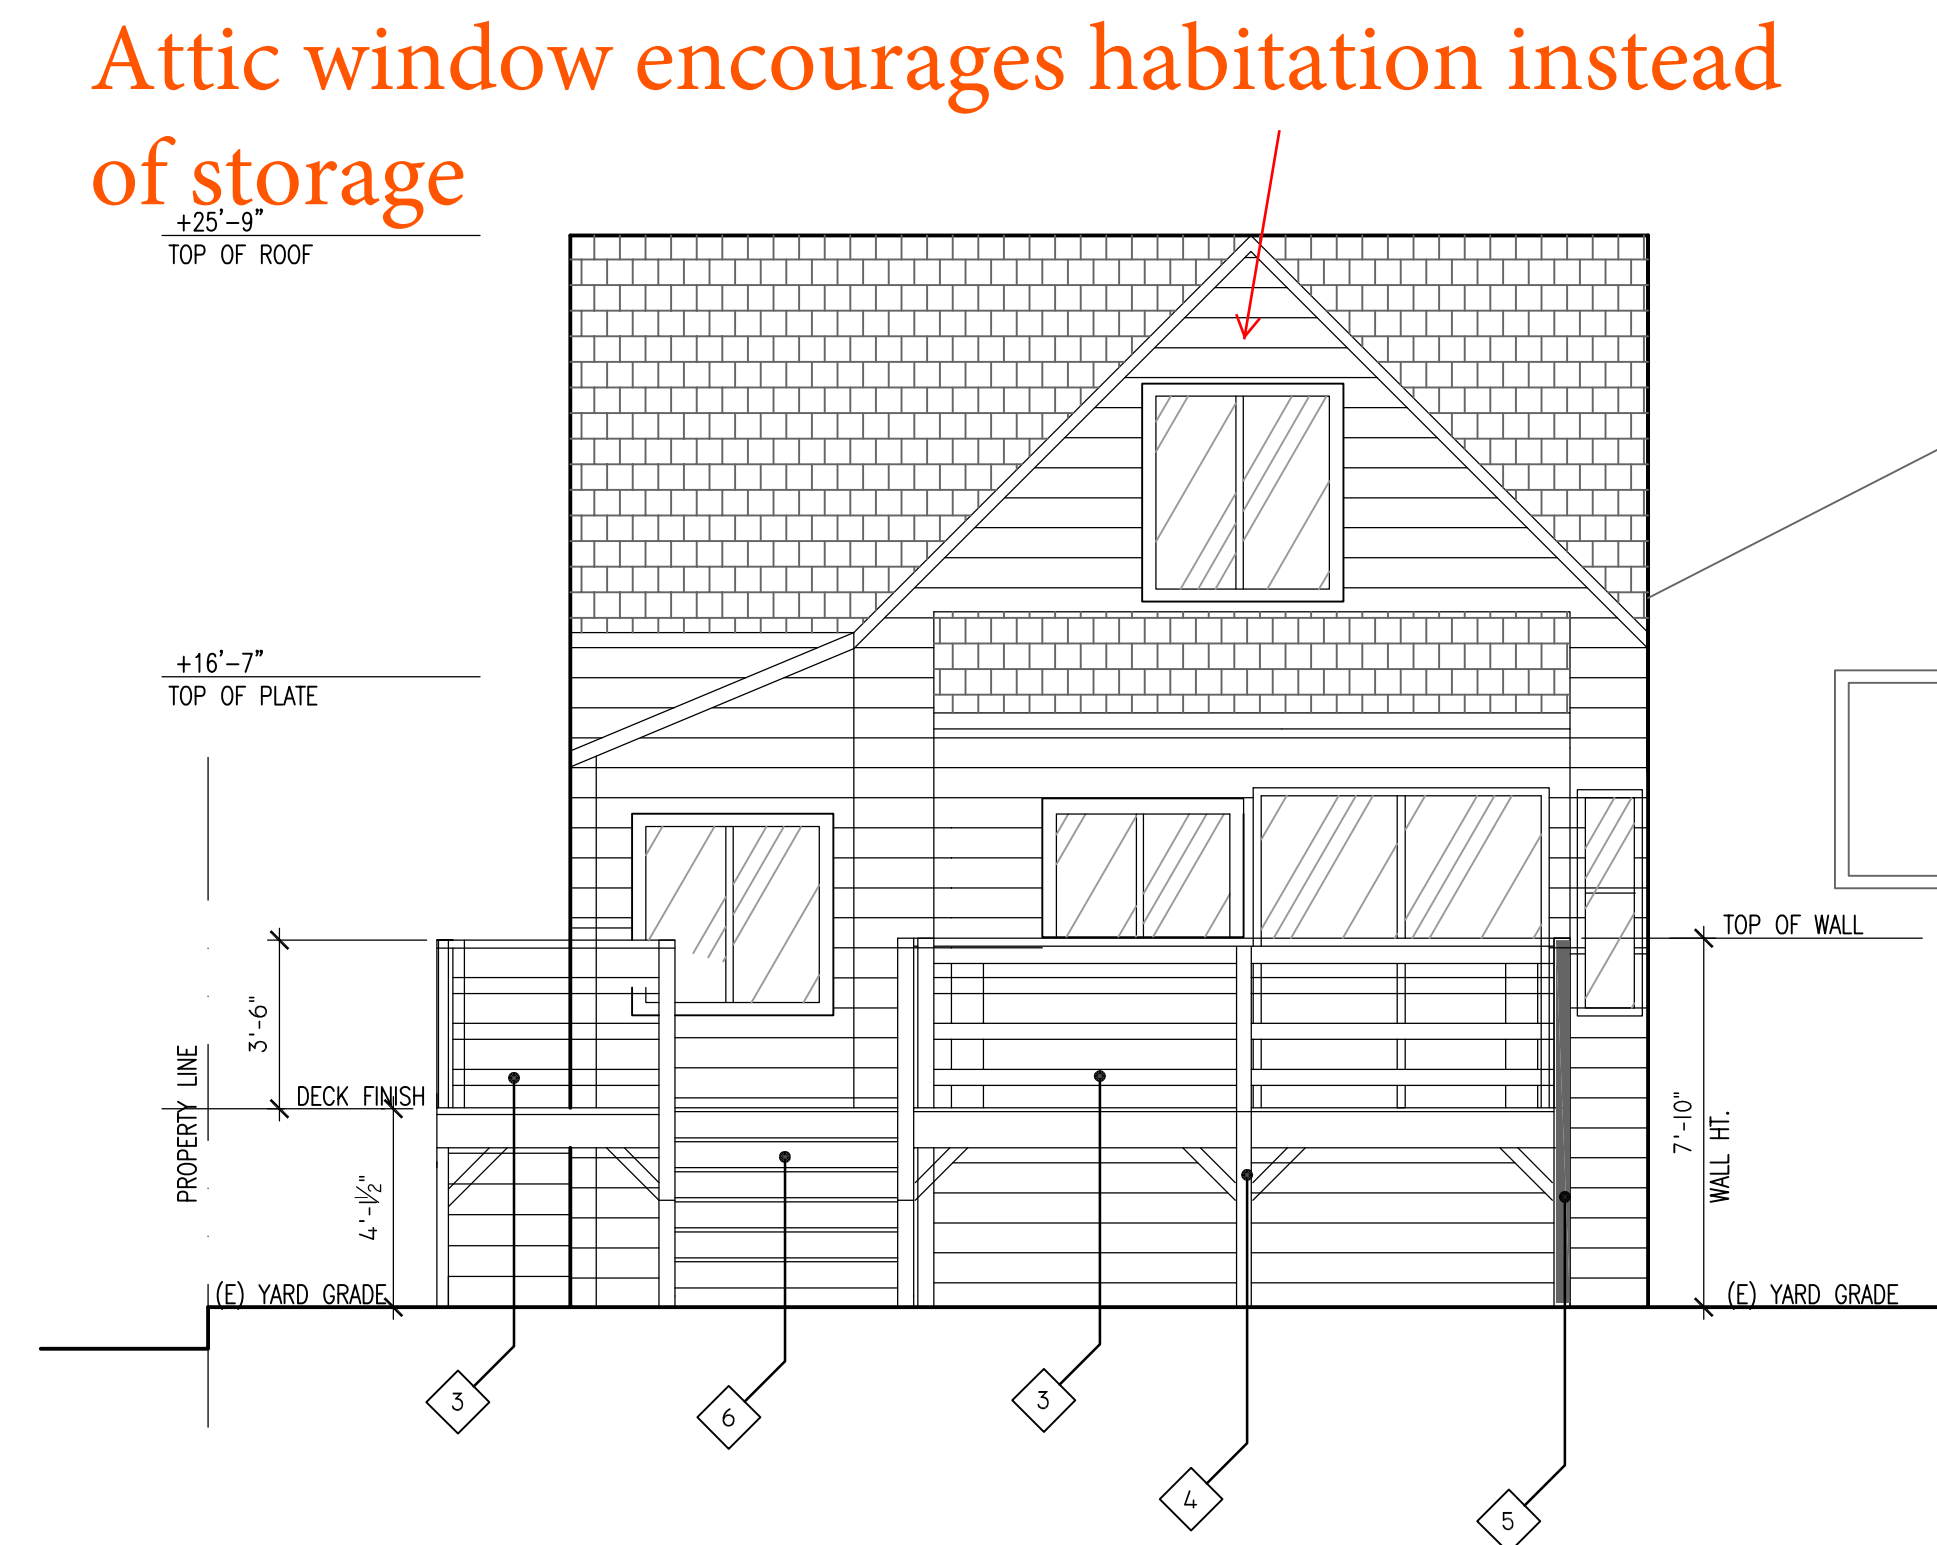 Attic window encourages habitation instead
of storage
+25'-9"
TOP OF ROOF
+16'-7"
TOP OF PLATE
TOP OF WALL
3'-6"
DECK FINISH
PROPERTY LINE
4'-1½"
7'-10"
WALL HT.
(E) YARD GRADE
(E) YARD GRADE
3
6
3
4
5